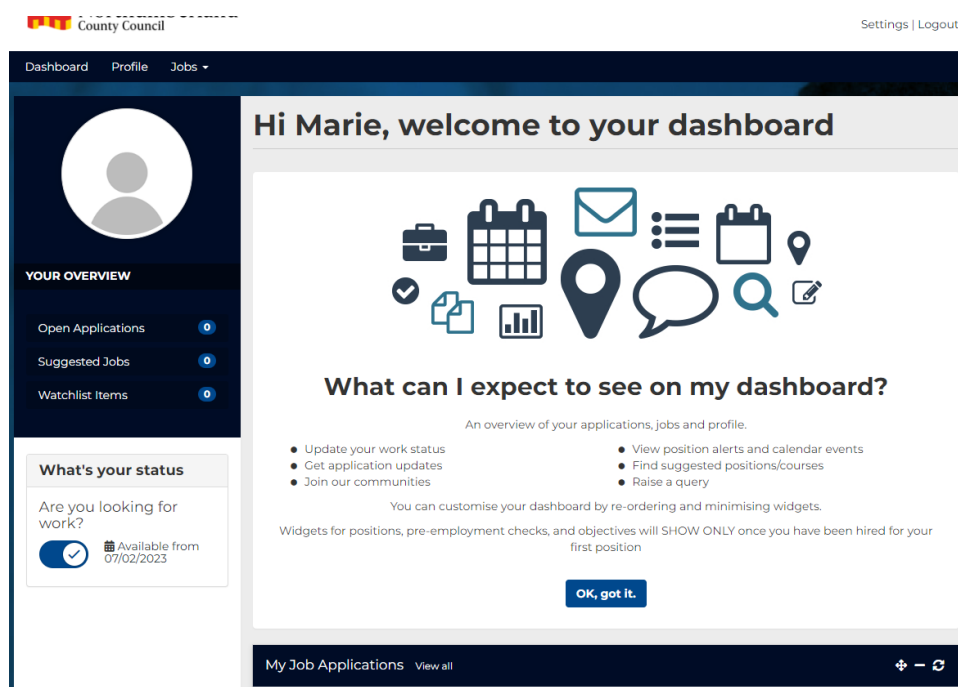 County Council
Settings | Logout
Dashboard Profile Jobs
Hi Marie, welcome to your dashboard
YOUR OVERVIEW
Open Applications 0
Suggested Jobs 0
Watchlist Items 0
What's your status
Are you looking for
work?
Available from
07/02/2023
What can I expect to see on my dashboard?
An overview of your applications, jobs and profile.
● Update your work status
● Get application updates
● Join our communities
● View position alerts and calendar events
● Find suggested positions/courses
● Raise a query
You can customise your dashboard by re-ordering and minimising widgets.
Widgets for positions, pre-employment checks, and objectives will SHOW ONLY once you have been hired for your
first position
OK, got it.
My Job Applications View all